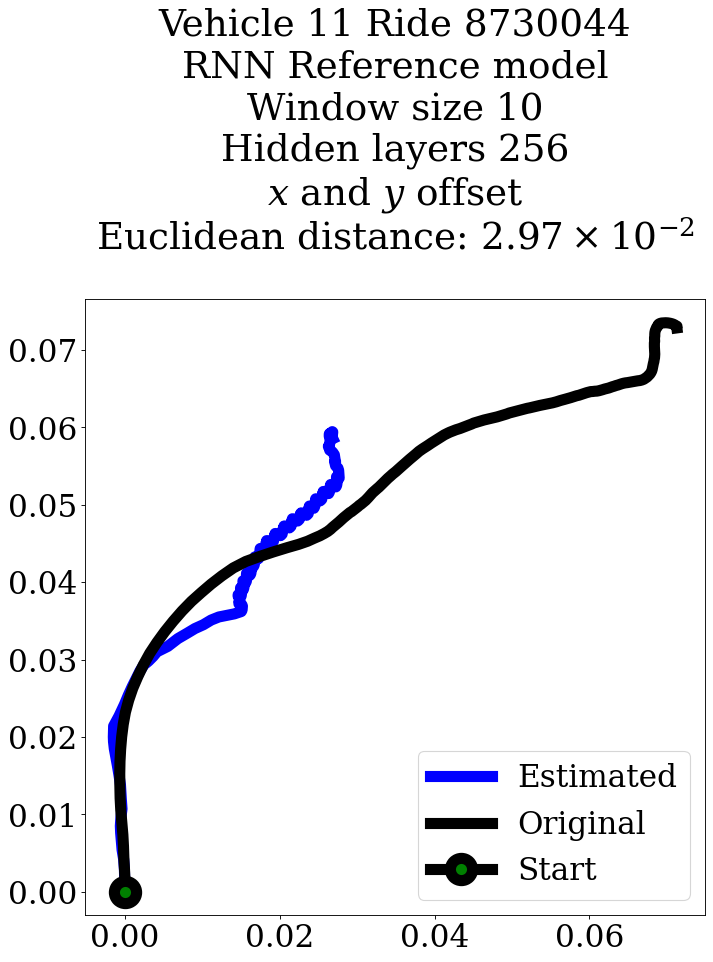 Vehicle 11 Ride 8730044
RNN Reference model
Window size 10
Hidden layers 256
x and y offset
Euclidean distance: 2.97 × 10⁻²
0.07
0.06
0.05
0.04
0.03
0.02
0.01
0.00
Estimated
Original
Start
0.00 0.02 0.04 0.06